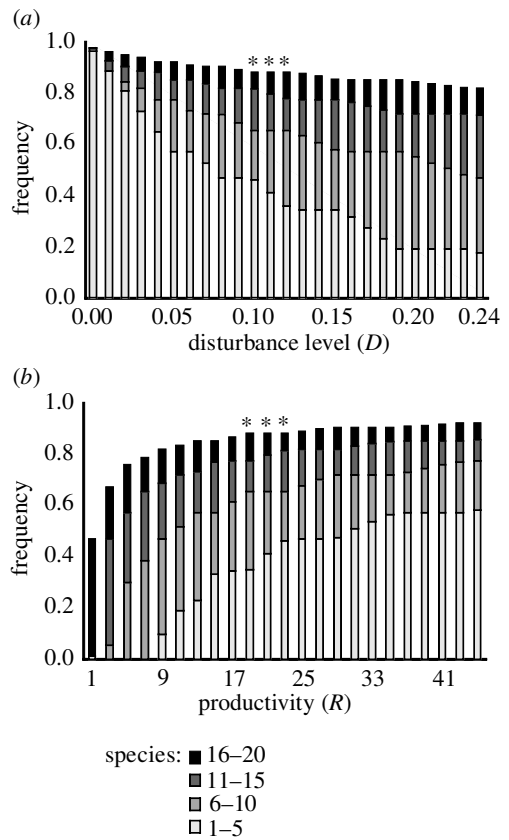 (a)
1.0
* * *
0.8
0.6
0.4
0.2
0.0
frequency
0.00 0.05 0.10 0.15 0.20 0.24
disturbance level (D)
(b)
1.0
* * *
0.8
0.6
0.4
0.2
0.0
frequency
1 9 17 25 33 41
productivity (R)
species: 16–20
11–15
6–10
1–5